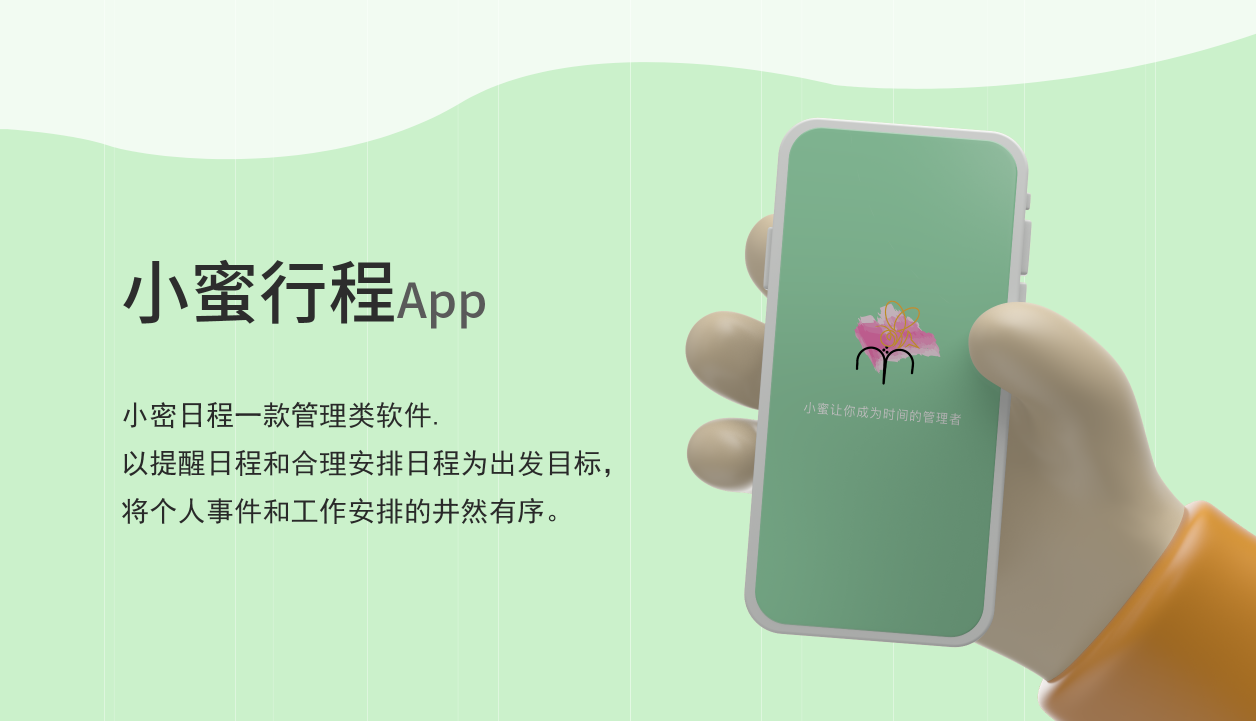 小蜜行程App
小密日程一款管理类软件.
以提醒日程和合理安排日程为出发目标，
将个人事件和工作安排的井然有序。
小蜜让你成为时间的管理者